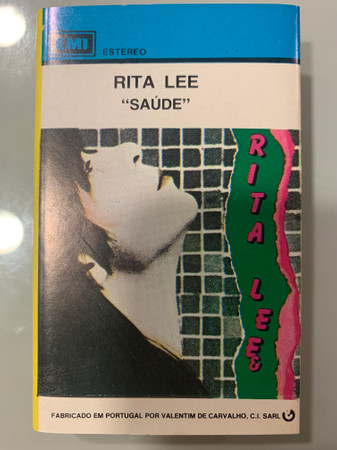 EMI
ESTEREO
RITA LEE
"SAÚDE"
RITA LEE &
FABRICADO EM PORTUGAL POR VALENTIM DE CARVALHO, C.I. SARL